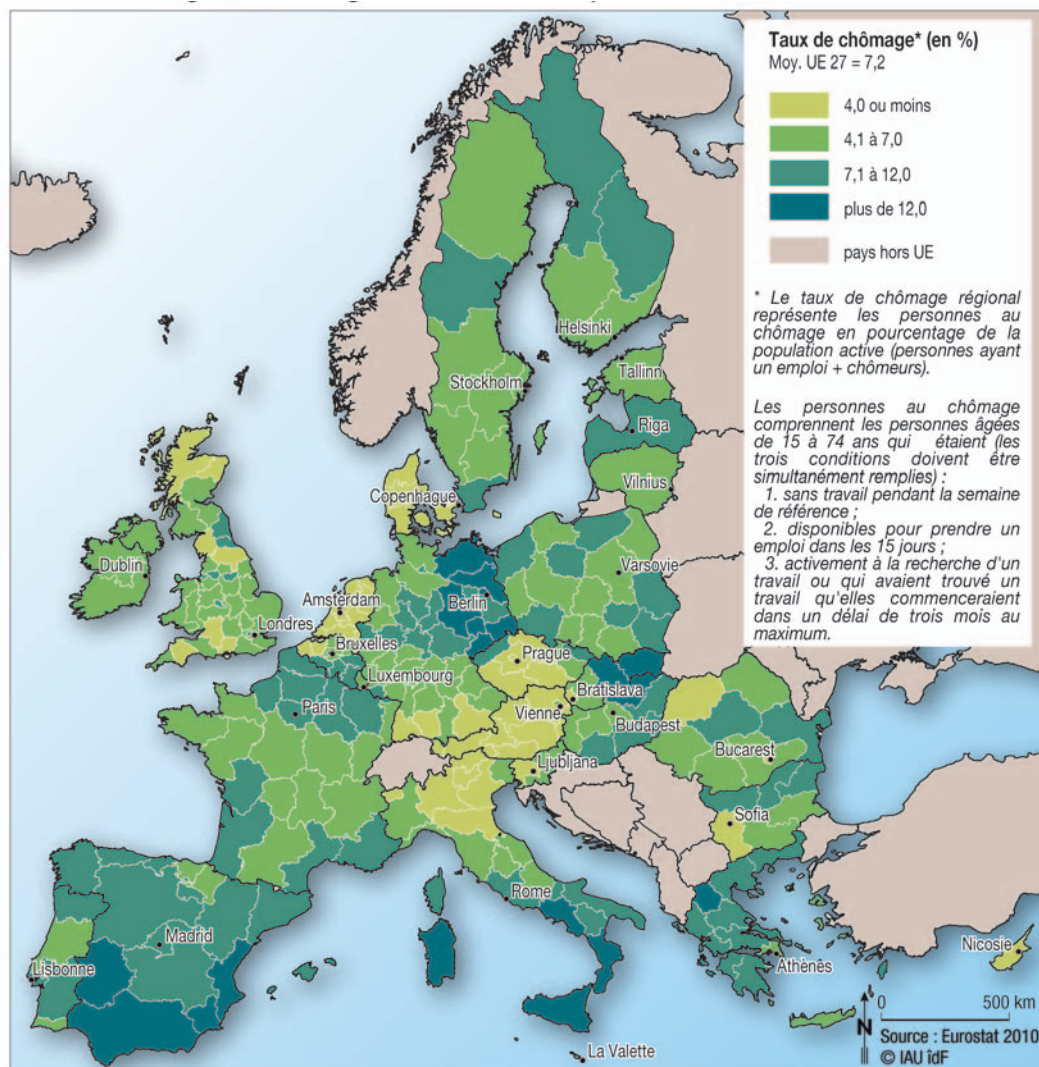 Taux de chômage* (en %)
Moy. UE 27 = 7,2
4,0 ou moins
4,1 à 7,0
7,1 à 12,0
plus de 12,0
pays hors UE
* Le taux de chômage régional
représente les personnes au
chômage en pourcentage de la
population active (personnes ayant
un emploi + chômeurs).
Les personnes au chômage
comprennent les personnes âgées
de 15 à 74 ans qui étaient (les
trois conditions doivent être
simultanément remplies) :
1. sans travail pendant la semaine
de référence ;
2. disponibles pour prendre un
emploi dans les 15 jours ;
3. activement à la recherche d'un
travail ou qui avaient trouvé un
travail qu'elles commenceraient
dans un délai de trois mois au
maximum.
Helsinki
Tallinn
Stockholm
Riga
Vilnius
Copenhague
Dublin
Varsovie
Amsterdam
Berlin
Londres
Bruxelles
Prague
Luxembourg
Paris
Bratislava
Vienne
Budapest
Ljubljana
Bucarest
Sofia
Rome
Madrid
Lisbonne
Athènes
Nicosie
La Valette
0 500 km
N
Source : Eurostat 2010
© IAU îdF